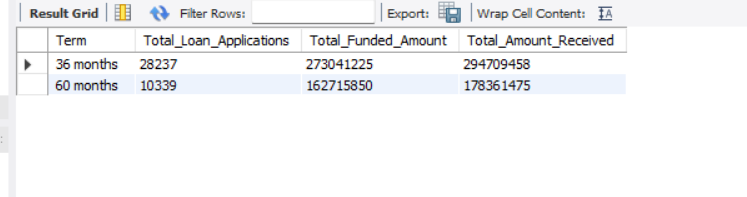 Result Grid Filter Rows: Export: Wrap Cell Content: IA
Term Total_Loan_Applications Total_Funded_Amount Total_Amount_Received
36 months 28237 273041225 294709458
60 months 10339 162715850 178361475